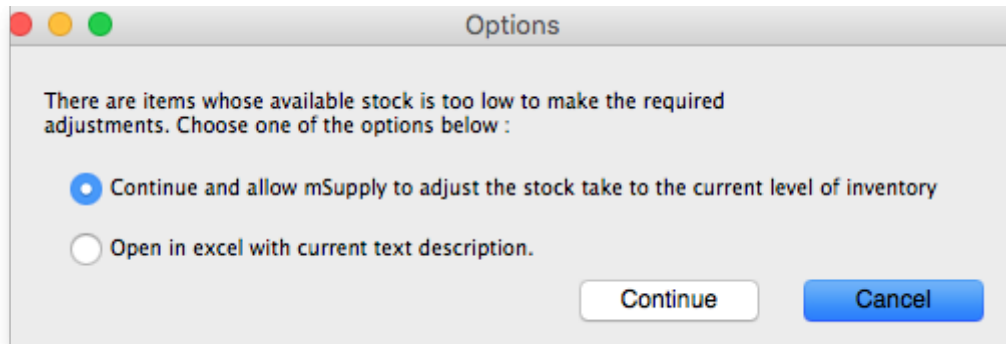 Options
There are items whose available stock is too low to make the required
adjustments. Choose one of the options below :
Continue and allow mSupply to adjust the stock take to the current level of inventory
Open in excel with current text description.
Continue
Cancel